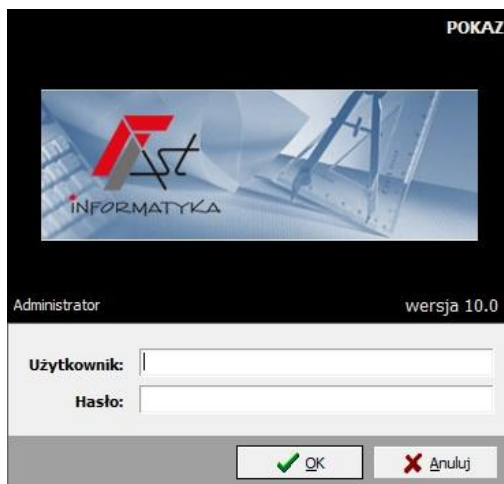 POKAZ
Fast
iNFORMATYKA
Administrator
wersja 10.0
Użytkownik:
Hasło:
OK
Anuluj